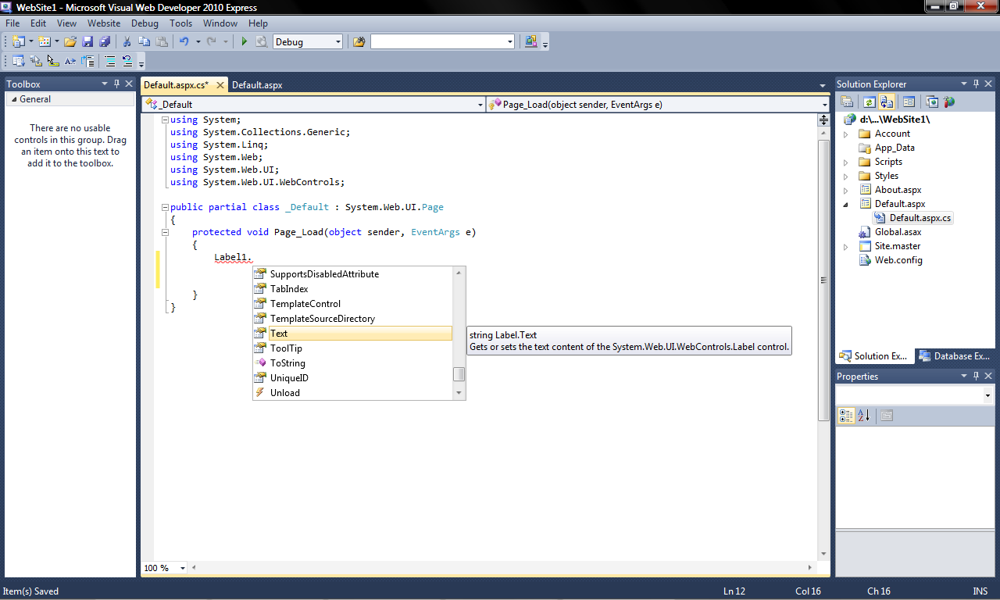 WebSite1 - Microsoft Visual Web Developer 2010 Express
File Edit View Website Debug Tools Window Help
Debug
Toolbox
General
There are no usable
controls in this group. Drag
an item onto this text to
add it to the toolbox.
Default.aspx.cs*
Default.aspx
_Default
Page_Load(object sender, EventArgs e)
using System;
using System.Collections.Generic;
using System.Linq;
using System.Web;
using System.Web.UI;
using System.Web.UI.WebControls;
public partial class _Default : System.Web.UI.Page
{
protected void Page_Load(object sender, EventArgs e)
{
Label1.
}
}
SupportsDisabledAttribute
TabIndex
TemplateControl
TemplateSourceDirectory
Text
ToolTip
ToString
UniqueID
Unload
string Label.Text
Gets or sets the text content of the System.Web.UI.WebControls.Label control.
100 %
Solution Explorer
d:\...\WebSite1\
Account
App_Data
Scripts
Styles
About.aspx
Default.aspx
Default.aspx.cs
Global.asax
Site.master
Web.config
Solution Ex...
Database Ex...
Properties
Item(s) Saved
Ln 12
Col 16
Ch 16
INS